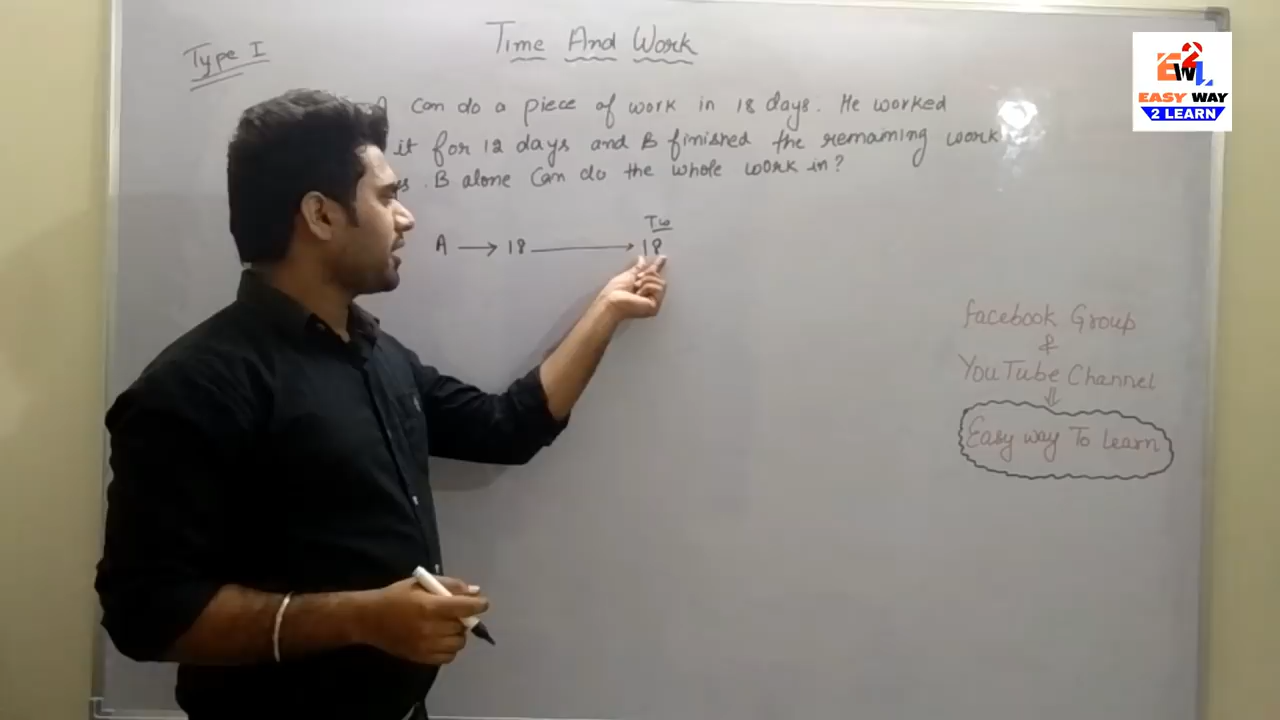 Type I
Time And Work
A can do a piece of work in 18 days. He worked
it for 12 days and B finished the remaining work
. B alone can do the whole work in?
Tw
A → 18 → 18
facebook Group
&
YouTube Channel
⇓
Easy way To Learn
E2WL
EASY WAY
2 LEARN